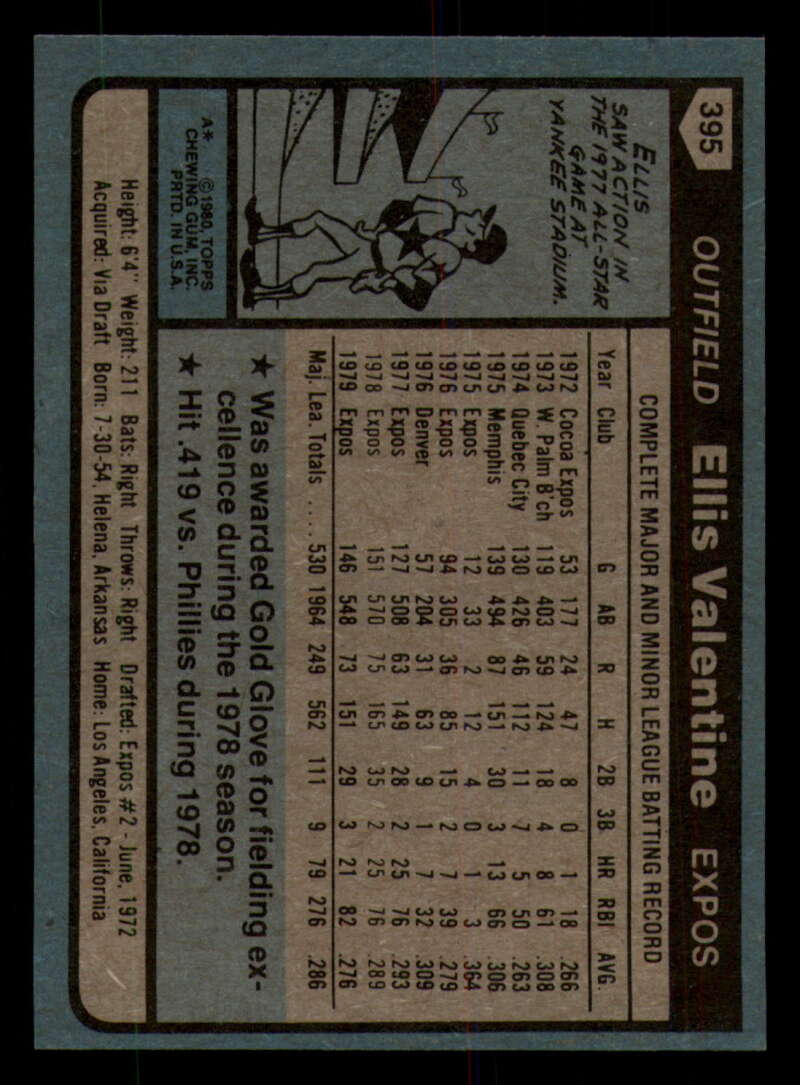 395 OUTFIELD Ellis Valentine EXPOS
ELLIS
SAW ACTION IN
THE 1977 ALL-STAR
GAME AT
YANKEE STADIUM.
A* ©1980, TOPPS
CHEWING GUM, INC.
PRTD. IN U.S.A.
COMPLETE MAJOR AND MINOR LEAGUE BATTING RECORD
Year Club G AB R H 2B 3B HR RBI AVG.
1972 Cocoa Expos 53 177 24 47 8 0 1 18 .266
1973 W. Palm B'ch 119 403 59 124 18 4 8 61 .308
1974 Quebec City 130 426 46 112 11 7 5 50 .263
1975 Memphis 139 494 87 151 30 3 13 66 .306
1975 Expos 12 33 2 12 4 0 1 3 .364
1976 Expos 94 305 36 85 15 2 7 39 .279
1976 Denver 57 204 31 63 9 1 7 32 .309
1977 Expos 127 508 63 149 28 2 25 76 .293
1978 Expos 151 570 75 165 35 2 25 76 .289
1979 Expos 146 548 73 151 29 3 21 82 .276
Maj. Lea. Totals .... 530 1964 249 562 111 9 79 276 .286
★ Was awarded Gold Glove for fielding ex-
cellence during the 1978 season.
★ Hit .419 vs. Phillies during 1978.
Height: 6'4" Weight: 211 Bats: Right Throws: Right Drafted: Expos #2 - June, 1972
Acquired: Via Draft Born: 7-30-54, Helena, Arkansas Home: Los Angeles, California